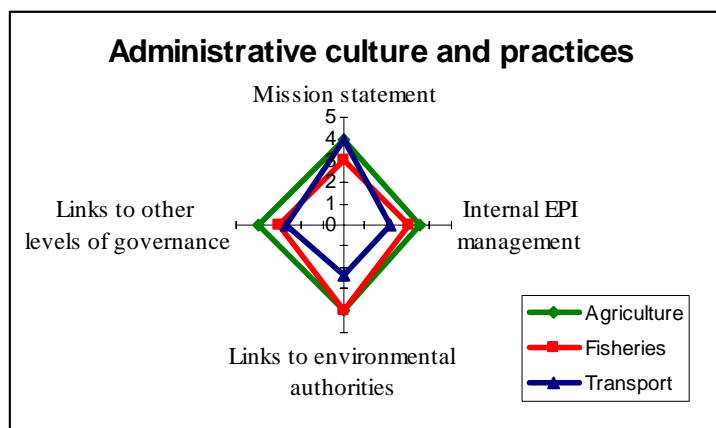 Administrative culture and practices
Mission statement
5
4
3
2
1
0
Links to other
levels of governance
Internal EPI
management
Links to environmental
authorities
Agriculture
Fisheries
Transport